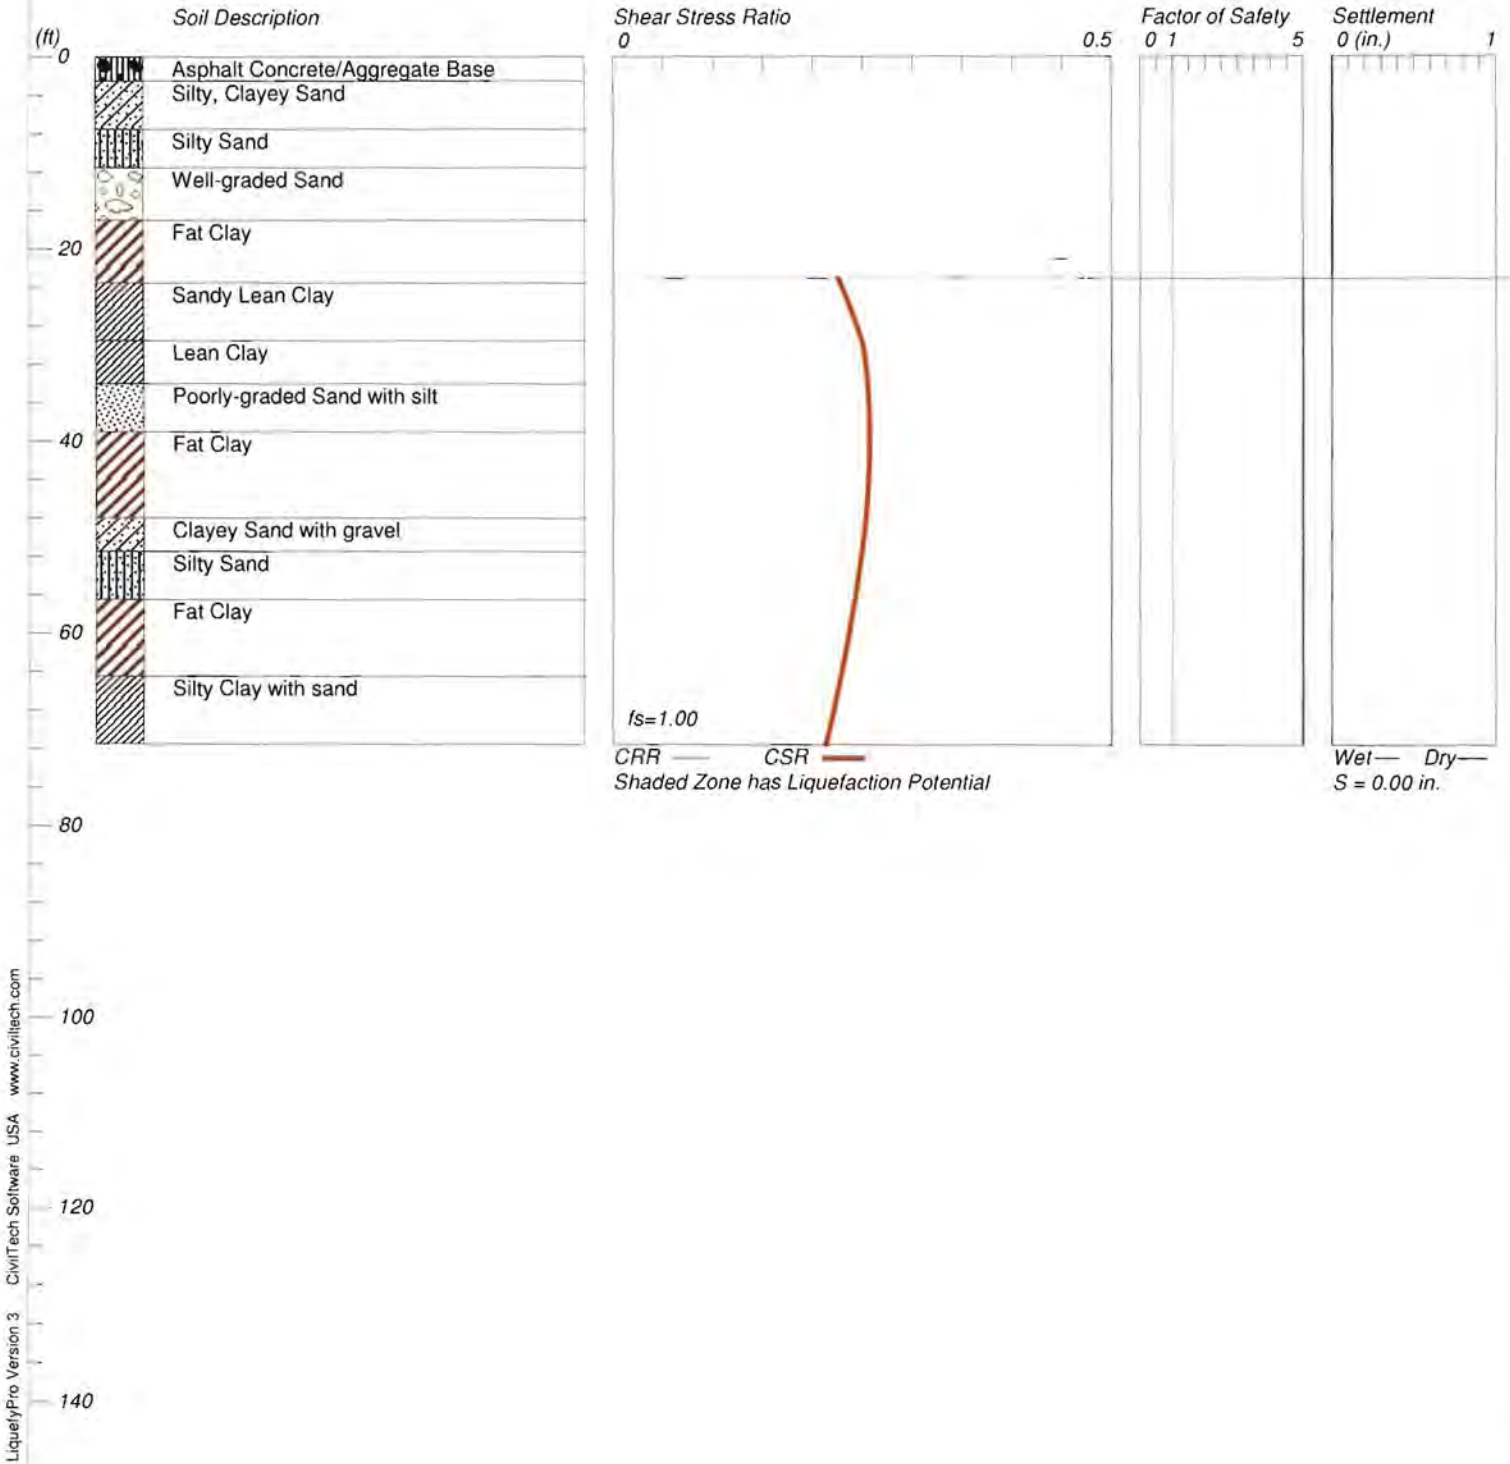 Soil Description Shear Stress Ratio Factor of Safety Settlement
(ft) 0 0.5 0 1 5 0 (in.) 1
0
Asphalt Concrete/Aggregate Base
Silty, Clayey Sand
Silty Sand
Well-graded Sand
Fat Clay
20
Sandy Lean Clay
Lean Clay
Poorly-graded Sand with silt
40
Fat Clay
Clayey Sand with gravel
Silty Sand
Fat Clay
60
Silty Clay with sand
fs=1.00
CRR CSR Wet Dry
Shaded Zone has Liquefaction Potential S = 0.00 in.
80
100
120
140
LiquefyPro Version 3 CivilTech Software USA www.civiltech.com